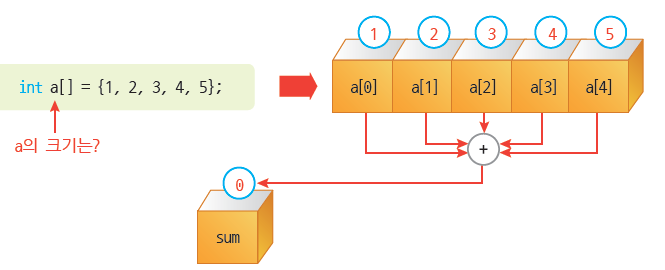 1 2 3 4 5
int a[] = {1, 2, 3, 4, 5};
a[0] a[1] a[2] a[3] a[4]
a의 크기는?
+
0
sum